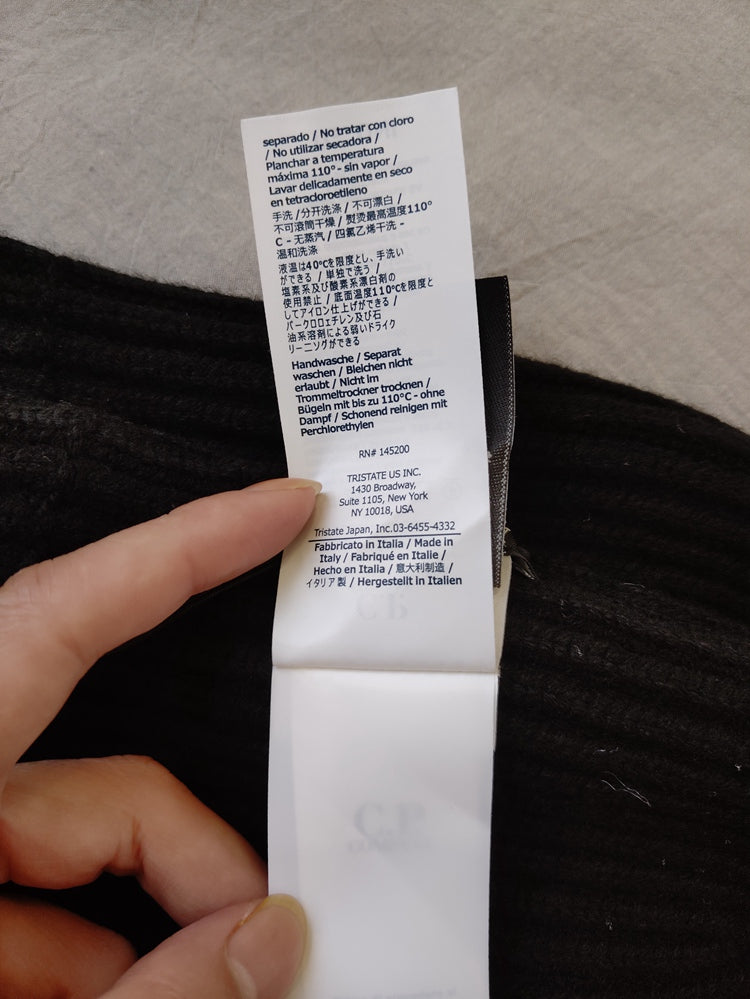 separado / No tratar con cloro
/ No utilizar secadora /
Planchar a temperatura
máxima 110° - sin vapor /
Lavar delicadamente en seco
en tetracloroetileno
手洗 /分开洗涤 / 不可漂白 /
不可滚筒干燥 / 熨烫最高温度110°
C - 无蒸汽 / 四氯乙烯干洗 -
温和洗涤
液温は40℃を限度とし、手洗い
ができる / 単独で洗う /
塩素系及び酸素系漂白剤の
使用禁止 / 底面温度110℃を限度と
してアイロン仕上げができる /
パークロロエチレン及び石
油系溶剤による弱いドライク
リーニングができる
Handwasche / Separat
waschen / Bleichen nicht
erlaubt / Nicht im
Trommeltrockner trocknen /
Bügeln mit bis zu 110°C - ohne
Dampf / Schonend reinigen mit
Perchlorethylen
RN# 145200
TRISTATE US INC.
1430 Broadway,
Suite 1105, New York
NY 10018, USA
Tristate Japan, Inc.03-6455-4332
Fabbricato in Italia / Made in
Italy / Fabriqué en Italie /
Hecho en Italia / 意大利制造 /
イタリア製 / Hergestellt in Italien
C.P.